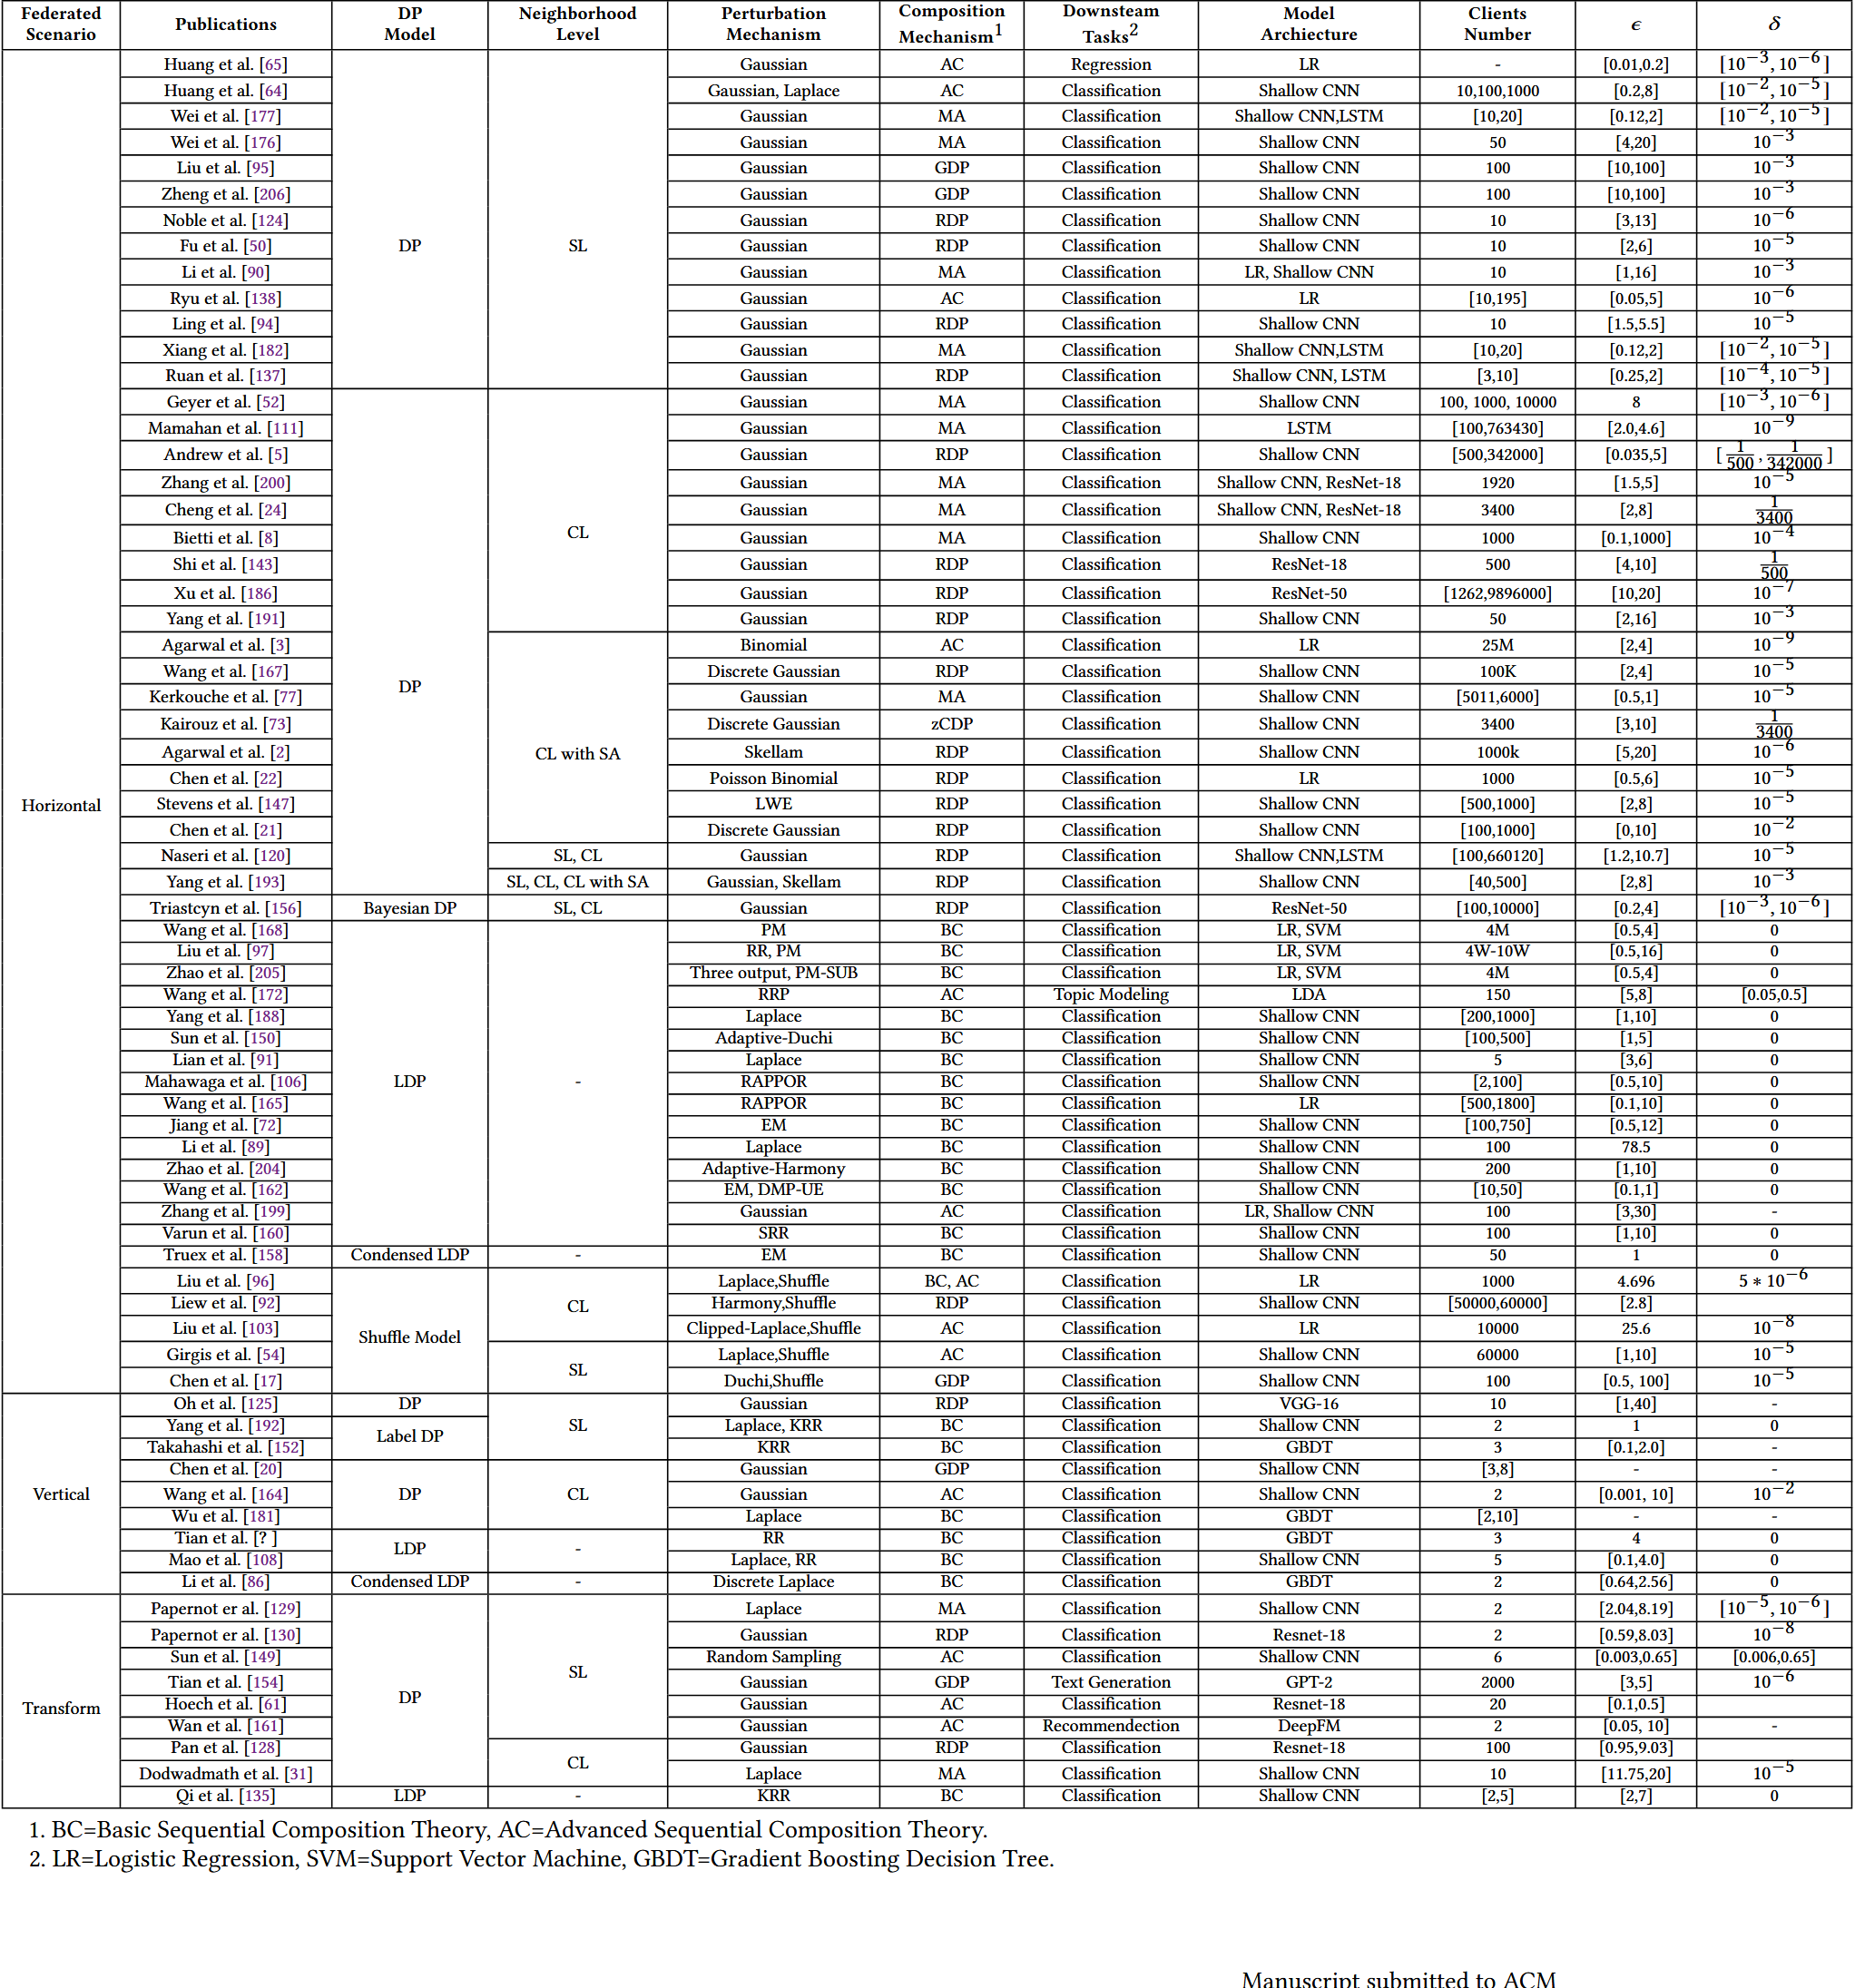 Federated Scenario | Publications | DP Model | Neighborhood Level | Perturbation Mechanism | Composition Mechanism1 | Downsteam Tasks2 | Model Archiecture | Clients Number | ϵ | δ
Horizontal | Huang et al. [65] | DP | SL | Gaussian | AC | Regression | LR | - | [0.01,0.2] | [10−3, 10−6]
Huang et al. [64] | Gaussian, Laplace | AC | Classification | Shallow CNN | 10,100,1000 | [0.2,8] | [10−2, 10−5]
Wei et al. [177] | Gaussian | MA | Classification | Shallow CNN,LSTM | [10,20] | [0.12,2] | [10−2, 10−5]
Wei et al. [176] | Gaussian | MA | Classification | Shallow CNN | 50 | [4,20] | 10−3
Liu et al. [95] | Gaussian | GDP | Classification | Shallow CNN | 100 | [10,100] | 10−3
Zheng et al. [206] | Gaussian | GDP | Classification | Shallow CNN | 100 | [10,100] | 10−3
Noble et al. [124] | Gaussian | RDP | Classification | Shallow CNN | 10 | [3,13] | 10−6
Fu et al. [50] | Gaussian | RDP | Classification | Shallow CNN | 10 | [2,6] | 10−5
Li et al. [90] | Gaussian | MA | Classification | LR, Shallow CNN | 10 | [1,16] | 10−3
Ryu et al. [138] | Gaussian | AC | Classification | LR | [10,195] | [0.05,5] | 10−6
Ling et al. [94] | Gaussian | RDP | Classification | Shallow CNN | 10 | [1.5,5.5] | 10−5
Xiang et al. [182] | Gaussian | MA | Classification | Shallow CNN,LSTM | [10,20] | [0.12,2] | [10−2, 10−5]
Ruan et al. [137] | Gaussian | RDP | Classification | Shallow CNN, LSTM | [3,10] | [0.25,2] | [10−4, 10−5]
Geyer et al. [52] | DP | CL | Gaussian | MA | Classification | Shallow CNN | 100, 1000, 10000 | 8 | [10−3, 10−6]
Mamahan et al. [111] | Gaussian | MA | Classification | LSTM | [100,763430] | [2.0,4.6] | 10−9
Andrew et al. [5] | Gaussian | RDP | Classification | Shallow CNN | [500,342000] | [0.035,5] | [1/500, 1/342000]
Zhang et al. [200] | Gaussian | MA | Classification | Shallow CNN, ResNet-18 | 1920 | [1.5,5] | 10−5
Cheng et al. [24] | Gaussian | MA | Classification | Shallow CNN, ResNet-18 | 3400 | [2,8] | 1/3400
Bietti et al. [8] | Gaussian | MA | Classification | Shallow CNN | 1000 | [0.1,1000] | 10−4
Shi et al. [143] | Gaussian | RDP | Classification | ResNet-18 | 500 | [4,10] | 1/500
Xu et al. [186] | Gaussian | RDP | Classification | ResNet-50 | [1262,9896000] | [10,20] | 10−7
Yang et al. [191] | Gaussian | RDP | Classification | Shallow CNN | 50 | [2,16] | 10−3
Agarwal et al. [3] | CL with SA | Binomial | AC | Classification | LR | 25M | [2,4] | 10−9
Wang et al. [167] | Discrete Gaussian | RDP | Classification | Shallow CNN | 100K | [2,4] | 10−5
Kerkouche et al. [77] | Gaussian | MA | Classification | Shallow CNN | [5011,6000] | [0.5,1] | 10−5
Kairouz et al. [73] | Discrete Gaussian | zCDP | Classification | Shallow CNN | 3400 | [3,10] | 1/3400
Agarwal et al. [2] | Skellam | RDP | Classification | Shallow CNN | 1000k | [5,20] | 10−6
Chen et al. [22] | Poisson Binomial | RDP | Classification | LR | 1000 | [0.5,6] | 10−5
Stevens et al. [147] | LWE | RDP | Classification | Shallow CNN | [500,1000] | [2,8] | 10−5
Chen et al. [21] | Discrete Gaussian | RDP | Classification | Shallow CNN | [100,1000] | [0,10] | 10−2
Naseri et al. [120] | SL, CL | Gaussian | RDP | Classification | Shallow CNN,LSTM | [100,660120] | [1.2,10.7] | 10−5
Yang et al. [193] | SL, CL, CL with SA | Gaussian, Skellam | RDP | Classification | Shallow CNN | [40,500] | [2,8] | 10−3
Triastcyn et al. [156] | Bayesian DP | SL, CL | Gaussian | RDP | Classification | ResNet-50 | [100,10000] | [0.2,4] | [10−3, 10−6]
Wang et al. [168] | LDP | - | PM | BC | Classification | LR, SVM | 4M | [0.5,4] | 0
Liu et al. [97] | RR, PM | BC | Classification | LR, SVM | 4W-10W | [0.5,16] | 0
Zhao et al. [205] | Three output, PM-SUB | BC | Classification | LR, SVM | 4M | [0.5,4] | 0
Wang et al. [172] | RRP | AC | Topic Modeling | LDA | 150 | [5,8] | [0.05,0.5]
Yang et al. [188] | Laplace | BC | Classification | Shallow CNN | [200,1000] | [1,10] | 0
Sun et al. [150] | Adaptive-Duchi | BC | Classification | Shallow CNN | [100,500] | [1,5] | 0
Lian et al. [91] | Laplace | BC | Classification | Shallow CNN | 5 | [3,6] | 0
Mahawaga et al. [106] | RAPPOR | BC | Classification | Shallow CNN | [2,100] | [0.5,10] | 0
Wang et al. [165] | RAPPOR | BC | Classification | LR | [500,1800] | [0.1,10] | 0
Jiang et al. [72] | EM | BC | Classification | Shallow CNN | [100,750] | [0.5,12] | 0
Li et al. [89] | Laplace | BC | Classification | Shallow CNN | 100 | 78.5 | 0
Zhao et al. [204] | Adaptive-Harmony | BC | Classification | Shallow CNN | 200 | [1,10] | 0
Wang et al. [162] | EM, DMP-UE | BC | Classification | Shallow CNN | [10,50] | [0.1,1] | 0
Zhang et al. [199] | Gaussian | AC | Classification | LR, Shallow CNN | 100 | [3,30] | -
Varun et al. [160] | SRR | BC | Classification | Shallow CNN | 100 | [1,10] | 0
Truex et al. [158] | Condensed LDP | - | EM | BC | Classification | Shallow CNN | 50 | 1 | 0
Liu et al. [96] | Shuffle Model | CL | Laplace,Shuffle | BC, AC | Classification | LR | 1000 | 4.696 | 5 ∗ 10−6
Liew et al. [92] | Harmony,Shuffle | RDP | Classification | Shallow CNN | [50000,60000] | [2.8]
Liu et al. [103] | Clipped-Laplace,Shuffle | AC | Classification | LR | 10000 | 25.6 | 10−8
Girgis et al. [54] | SL | Laplace,Shuffle | AC | Classification | Shallow CNN | 60000 | [1,10] | 10−5
Chen et al. [17] | Duchi,Shuffle | GDP | Classification | Shallow CNN | 100 | [0.5, 100] | 10−5
Vertical | Oh et al. [125] | DP | SL | Gaussian | RDP | Classification | VGG-16 | 10 | [1,40] | -
Yang et al. [192] | Label DP | Laplace, KRR | BC | Classification | Shallow CNN | 2 | 1 | 0
Takahashi et al. [152] | KRR | BC | Classification | GBDT | 3 | [0.1,2.0] | -
Chen et al. [20] | DP | CL | Gaussian | GDP | Classification | Shallow CNN | [3,8] | - | -
Wang et al. [164] | Gaussian | AC | Classification | Shallow CNN | 2 | [0.001, 10] | 10−2
Wu et al. [181] | Laplace | BC | Classification | GBDT | [2,10] | - | -
Tian et al. [? ] | LDP | - | RR | BC | Classification | GBDT | 3 | 4 | 0
Mao et al. [108] | Laplace, RR | BC | Classification | Shallow CNN | 5 | [0.1,4.0] | 0
Li et al. [86] | Condensed LDP | - | Discrete Laplace | BC | Classification | GBDT | 2 | [0.64,2.56] | 0
Transform | Papernot er al. [129] | DP | SL | Laplace | MA | Classification | Shallow CNN | 2 | [2.04,8.19] | [10−5, 10−6]
Papernot er al. [130] | Gaussian | RDP | Classification | Resnet-18 | 2 | [0.59,8.03] | 10−8
Sun et al. [149] | Random Sampling | AC | Classification | Shallow CNN | 6 | [0.003,0.65] | [0.006,0.65]
Tian et al. [154] | Gaussian | GDP | Text Generation | GPT-2 | 2000 | [3,5] | 10−6
Hoech et al. [61] | Gaussian | AC | Classification | Resnet-18 | 20 | [0.1,0.5]
Wan et al. [161] | Gaussian | AC | Recommendection | DeepFM | 2 | [0.05, 10] | -
Pan et al. [128] | CL | Gaussian | RDP | Classification | Resnet-18 | 100 | [0.95,9.03]
Dodwadmath et al. [31] | Laplace | MA | Classification | Shallow CNN | 10 | [11.75,20] | 10−5
Qi et al. [135] | LDP | - | KRR | BC | Classification | Shallow CNN | [2,5] | [2,7] | 0
1. BC=Basic Sequential Composition Theory, AC=Advanced Sequential Composition Theory.
2. LR=Logistic Regression, SVM=Support Vector Machine, GBDT=Gradient Boosting Decision Tree.
Manuscript submitted to ACM